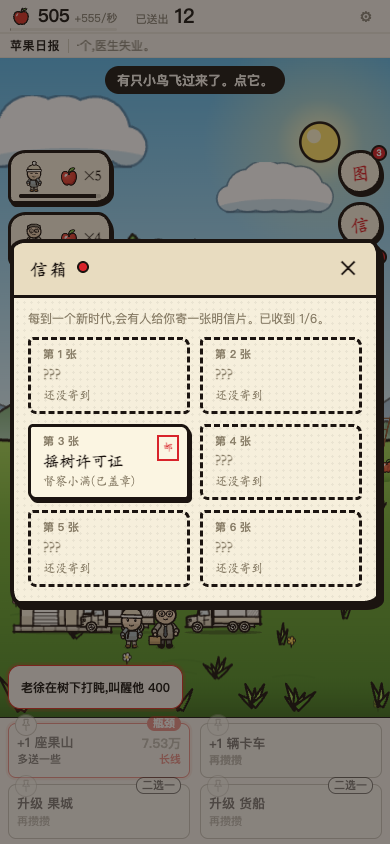 505 +555/秒 已送出 12
苹果日报 个,医生失业。
有只小鸟飞过来了。点它。
×5
图 3
信
×4
信箱
每到一个新时代,会有人给你寄一张明信片。已收到 1/6。
第 1 张
???
还没寄到
第 2 张
???
还没寄到
第 3 张
摇树许可证
督察小满(已盖章)
邮
第 4 张
???
还没寄到
第 5 张
???
还没寄到
第 6 张
???
还没寄到
老徐在树下打盹,叫醒他 400
瓶颈
+1 座果山 7.53万
多送一些 长线
+1 辆卡车
再攒攒
二选一
升级 果城
再攒攒
二选一
升级 货船
再攒攒